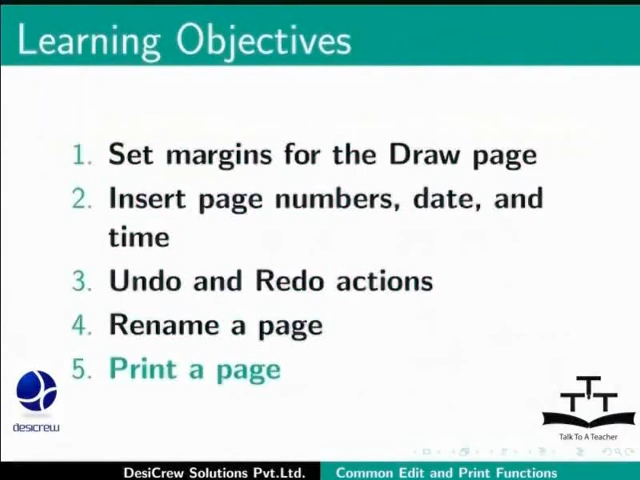 Learning Objectives
1. Set margins for the Draw page
2. Insert page numbers, date, and
time
3. Undo and Redo actions
4. Rename a page
5. Print a page
desicrew
TTT
Talk To A Teacher
DesiCrew Solutions Pvt.Ltd. Common Edit and Print Functions